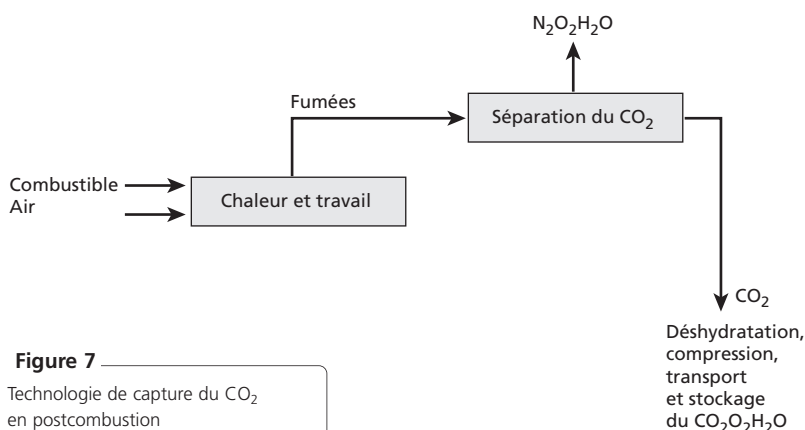 N₂O₂H₂O
Fumées
Séparation du CO₂
Combustible
Air
Chaleur et travail
CO₂
Déshydratation,
compression,
transport
et stockage
du CO₂O₂H₂O
Figure 7
Technologie de capture du CO₂
en postcombustion